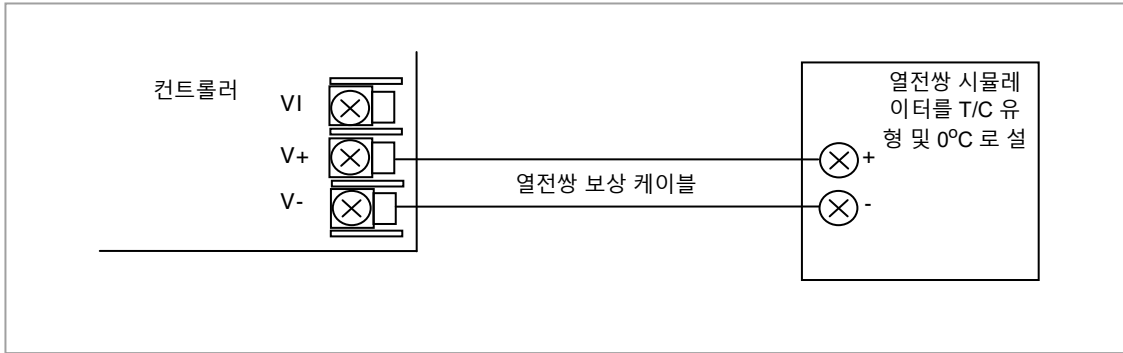 컨트롤러
VI
V+
V-
열전쌍 보상 케이블
열전쌍 시뮬레
이터를 T/C 유
형 및 0⁰C 로 설
+
-